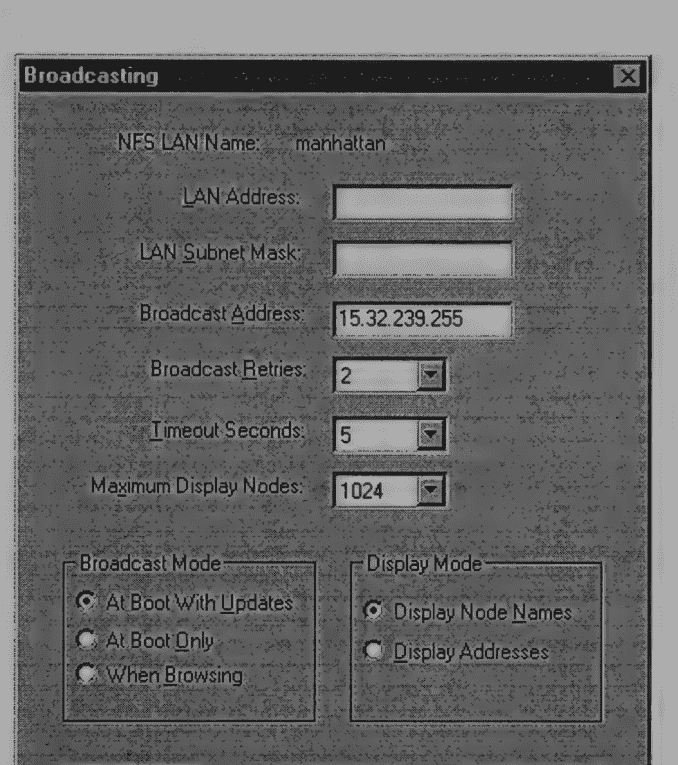 Broadcasting
NFS LAN Name: manhattan
LAN Address:
LAN Subnet Mask:
Broadcast Address: 15.32.239.255
Broadcast Retries: 2
Timeout Seconds: 5
Maximum Display Nodes: 1024
Broadcast Mode
At Boot With Updates
At Boot Only
When Browsing
Display Mode
Display Node Names
Display Addresses